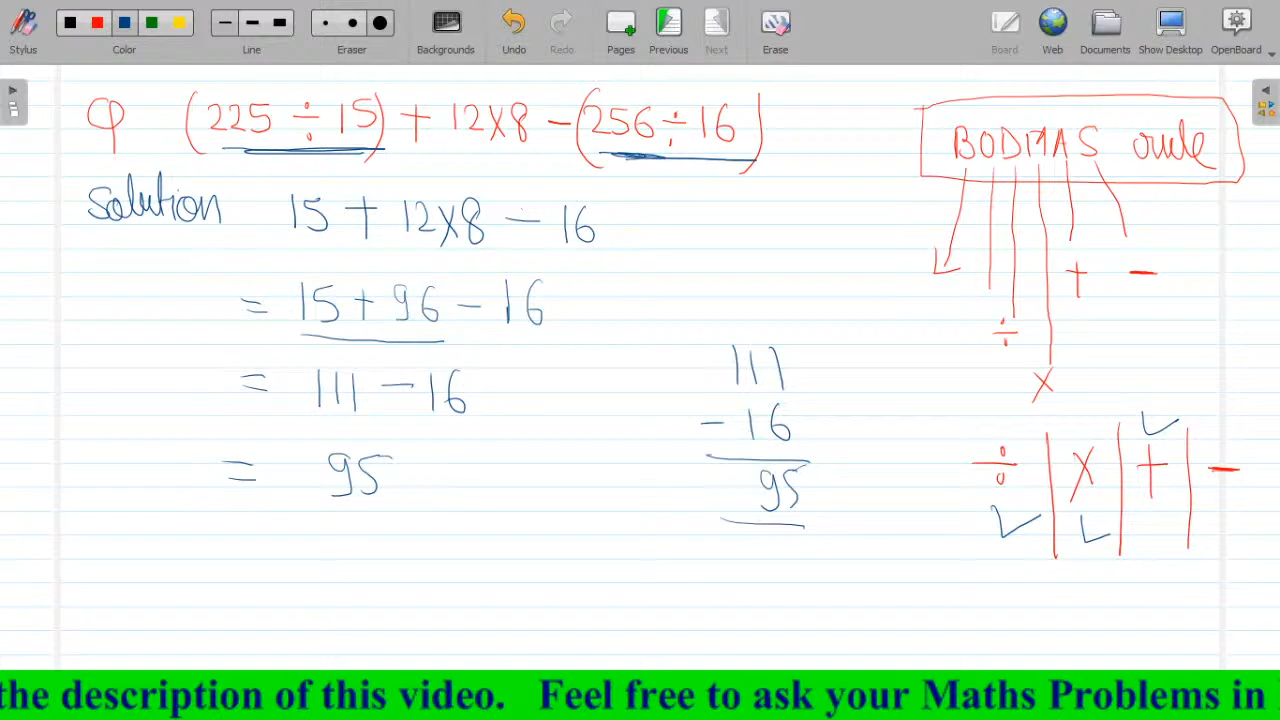 Stylus
Color
Line
Eraser
Backgrounds
Undo
Redo
Pages
Previous
Next
Erase
Board
Web
Documents
Show Desktop
OpenBoard
Q (225 ÷ 15) + 12x8 - (256 ÷ 16)
BODMAS rule
Solution 15 + 12x8 - 16
+ -
= 15 + 96 - 16
÷
x
= 111 - 16
111
- 16
95
= 95
÷ | x | + | -
the description of this video. Feel free to ask your Maths Problems in